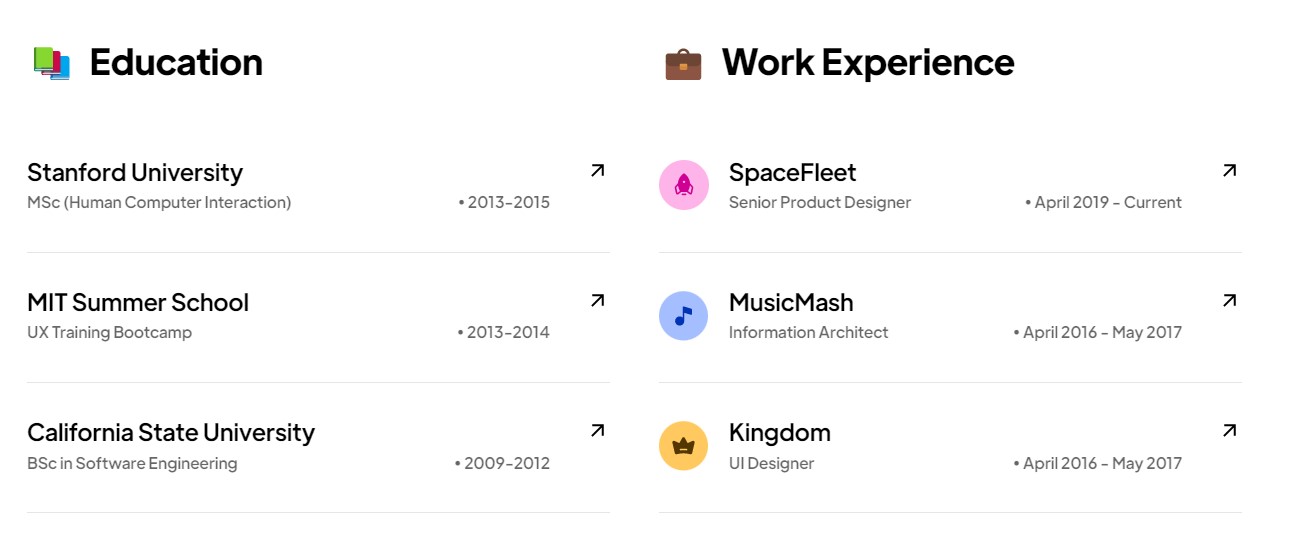 Education
Stanford University
MSc (Human Computer Interaction) • 2013-2015
MIT Summer School
UX Training Bootcamp • 2013-2014
California State University
BSc in Software Engineering • 2009-2012
Work Experience
SpaceFleet
Senior Product Designer • April 2019 - Current
MusicMash
Information Architect • April 2016 - May 2017
Kingdom
UI Designer • April 2016 - May 2017